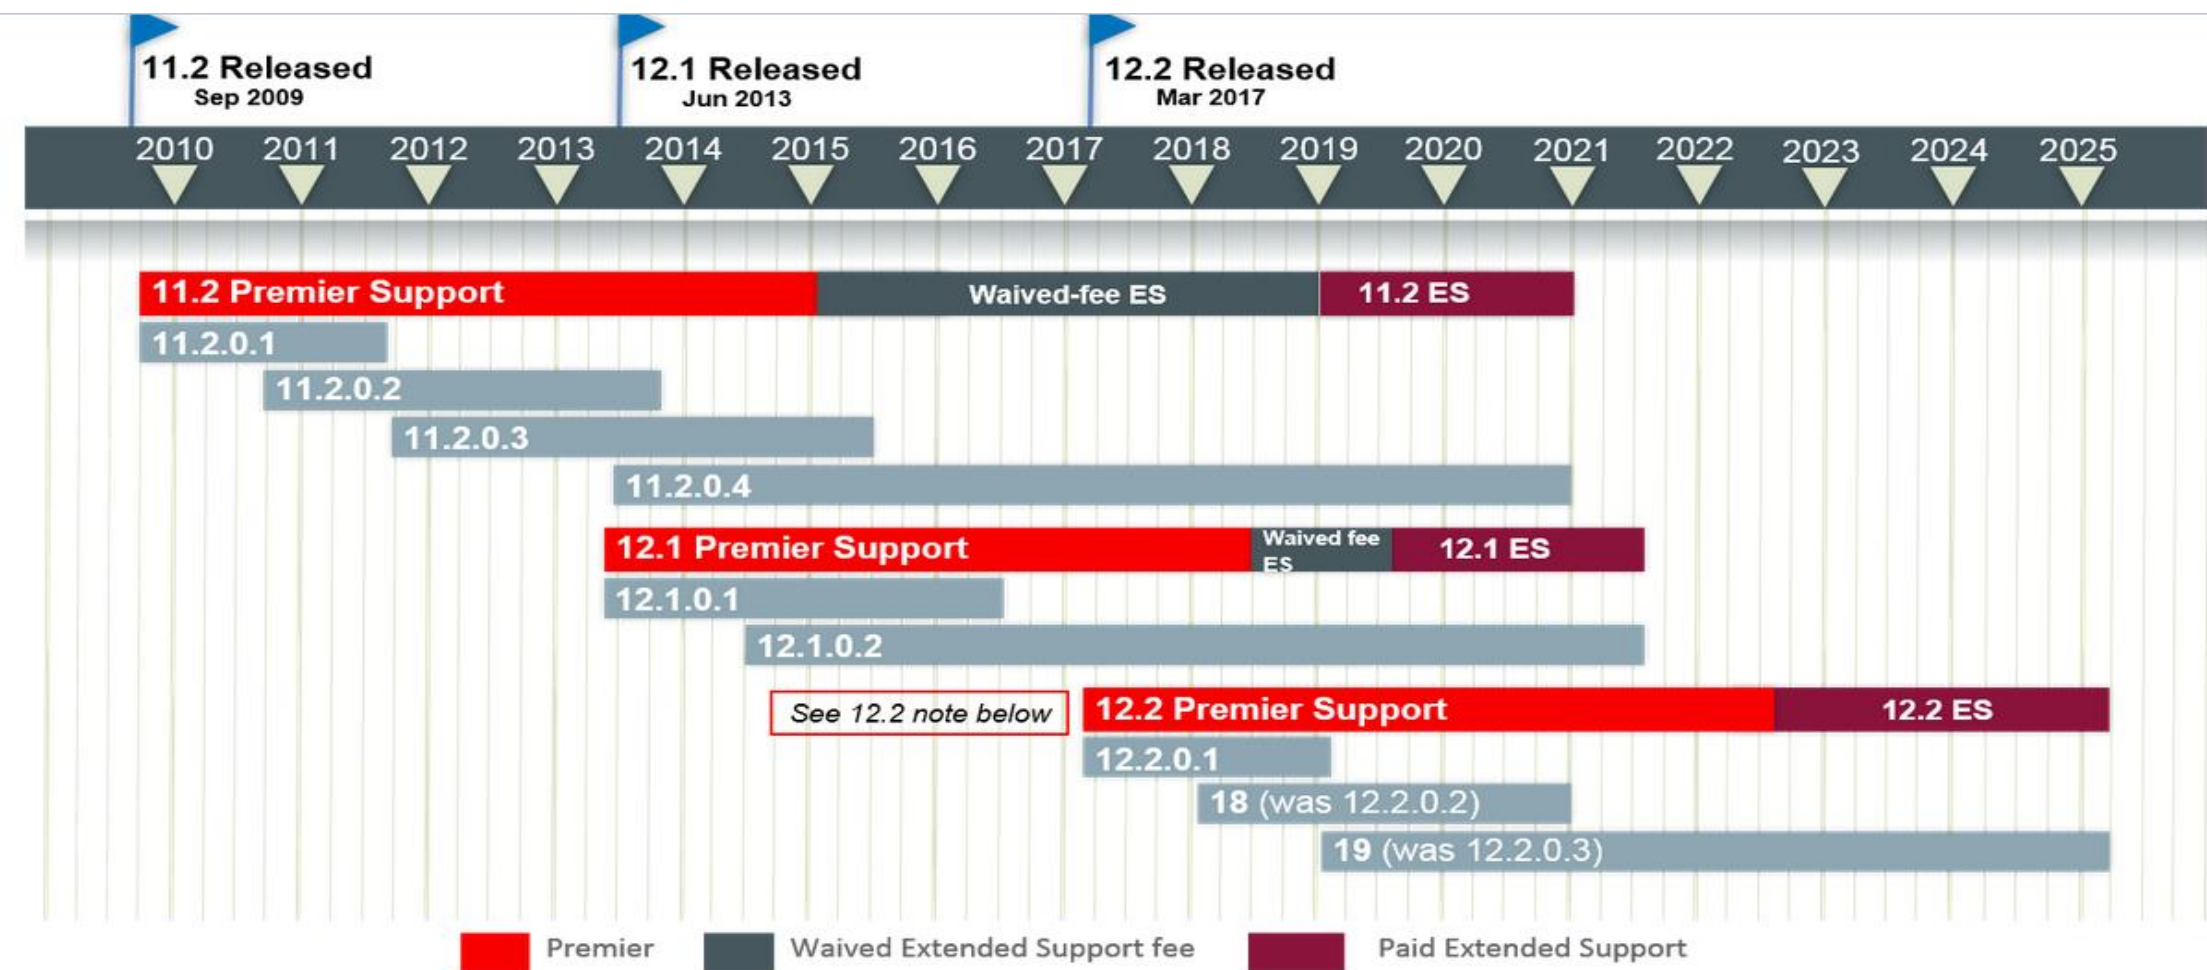 11.2 Released
Sep 2009
12.1 Released
Jun 2013
12.2 Released
Mar 2017
2010 2011 2012 2013 2014 2015 2016 2017 2018 2019 2020 2021 2022 2023 2024 2025
11.2 Premier Support Waived-fee ES 11.2 ES
11.2.0.1
11.2.0.2
11.2.0.3
11.2.0.4
12.1 Premier Support Waived fee ES 12.1 ES
12.1.0.1
12.1.0.2
See 12.2 note below 12.2 Premier Support 12.2 ES
12.2.0.1
18 (was 12.2.0.2)
19 (was 12.2.0.3)
Premier Waived Extended Support fee Paid Extended Support